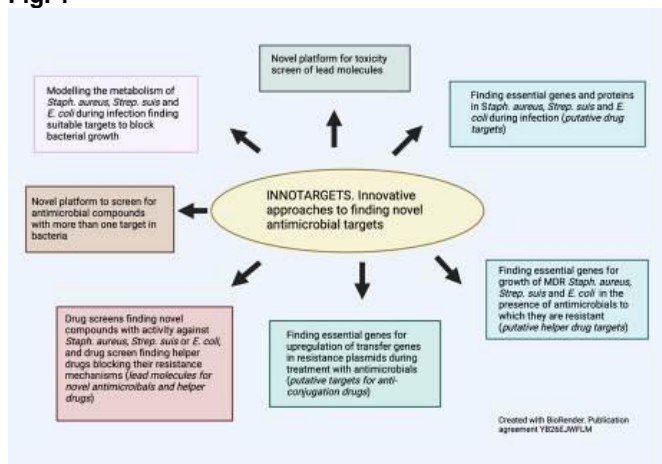 Fig. 1
Novel platform for toxicity
screen of lead molecules
Modelling the metabolism of
Staph. aureus, Strep. suis and
E. coli during infection finding
suitable targets to block
bacterial growth
Finding essential genes and proteins
in Staph. aureus, Strep. suis and E.
coli during infection (putative drug
targets)
INNOTARGETS. Innovative
approaches to finding novel
antimicrobial targets
Novel platform to screen for
antimicrobial compounds
with more than one target in
bacteria
Finding essential genes for
growth of MDR Staph. aureus,
Strep. suis and E. coli in the
presence of antimicrobials to
which they are resistant
(putative helper drug targets)
Drug screens finding novel
compounds with activity against
Staph. aureus, Strep. suis or E. coli,
and drug screen finding helper
drugs blocking their resistance
mechanisms (lead molecules for
novel antimicroibals and helper
drugs)
Finding essential genes for
upregulation of transfer genes
in resistance plasmids during
treatment with antimicrobials
(putative targets for anti-
conjugation drugs)
Created with BioRender. Publication
agreement YB26EJWFLM